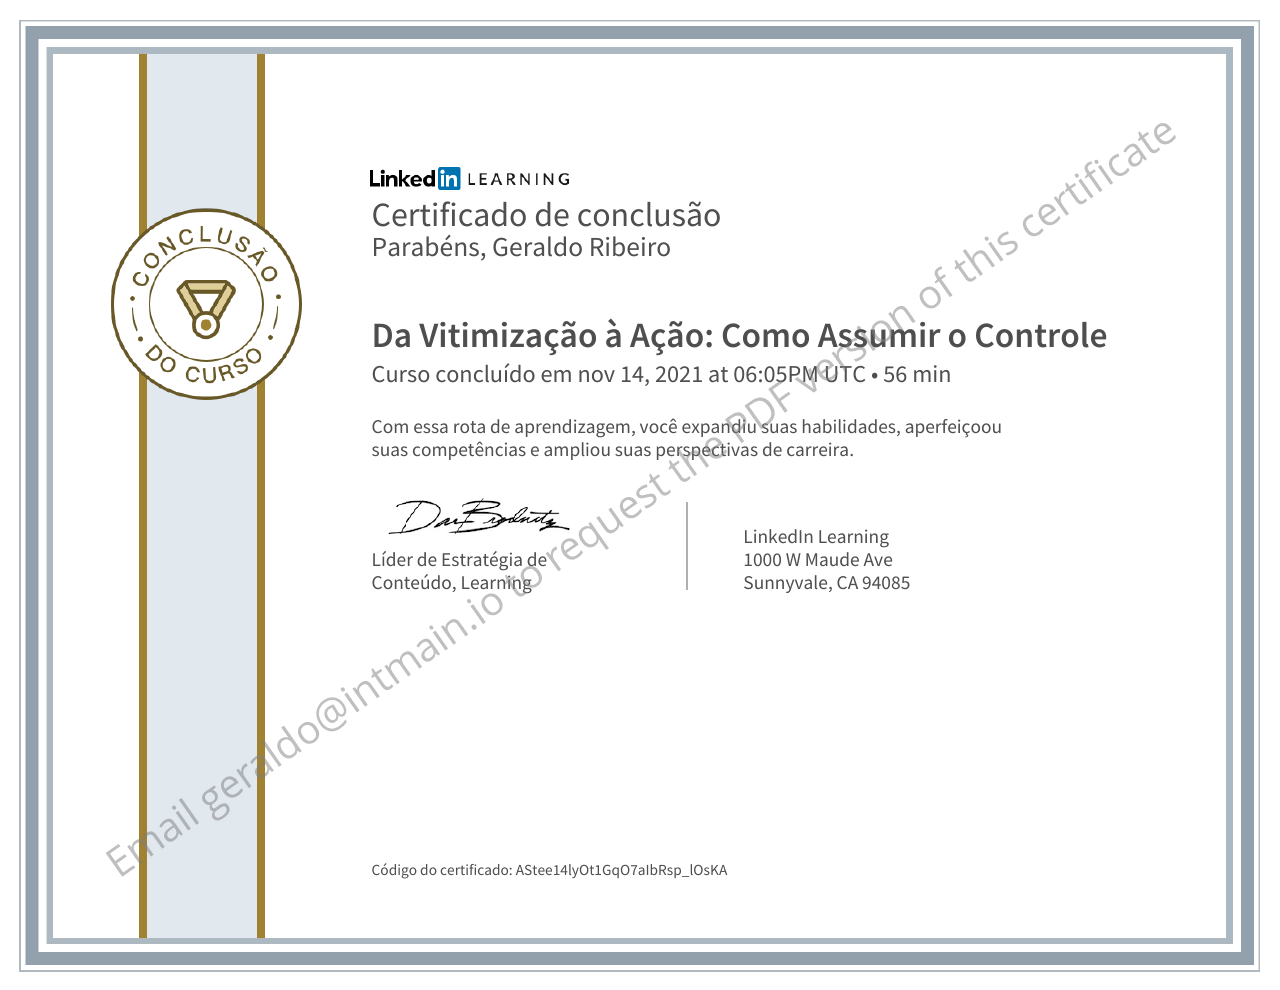 LinkedIn LEARNING
Certificado de conclusão
Parabéns, Geraldo Ribeiro
CONCLUSÃO
DO CURSO
Da Vitimização à Ação: Como Assumir o Controle
Curso concluído em nov 14, 2021 at 06:05PM UTC • 56 min
Com essa rota de aprendizagem, você expandiu suas habilidades, aperfeiçoou
suas competências e ampliou suas perspectivas de carreira.
Líder de Estratégia de
Conteúdo, Learning
LinkedIn Learning
1000 W Maude Ave
Sunnyvale, CA 94085
Email geraldo@intmain.io to request the PDF version of this certificate
Código do certificado: AStee14lyOt1GqO7aIbRsp_lOsKA